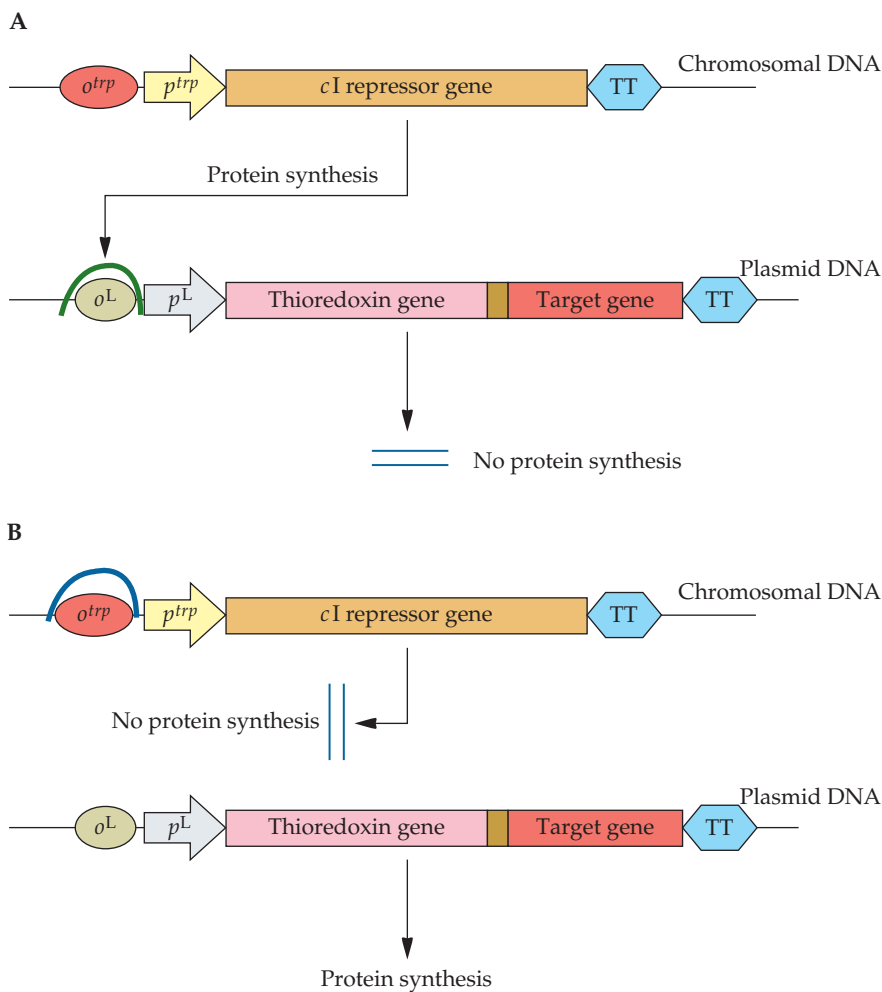 A
o^trp p^trp cI repressor gene TT Chromosomal DNA
Protein synthesis
o^L p^L Thioredoxin gene Target gene TT Plasmid DNA
No protein synthesis
B
o^trp p^trp cI repressor gene TT Chromosomal DNA
No protein synthesis
o^L p^L Thioredoxin gene Target gene TT Plasmid DNA
Protein synthesis